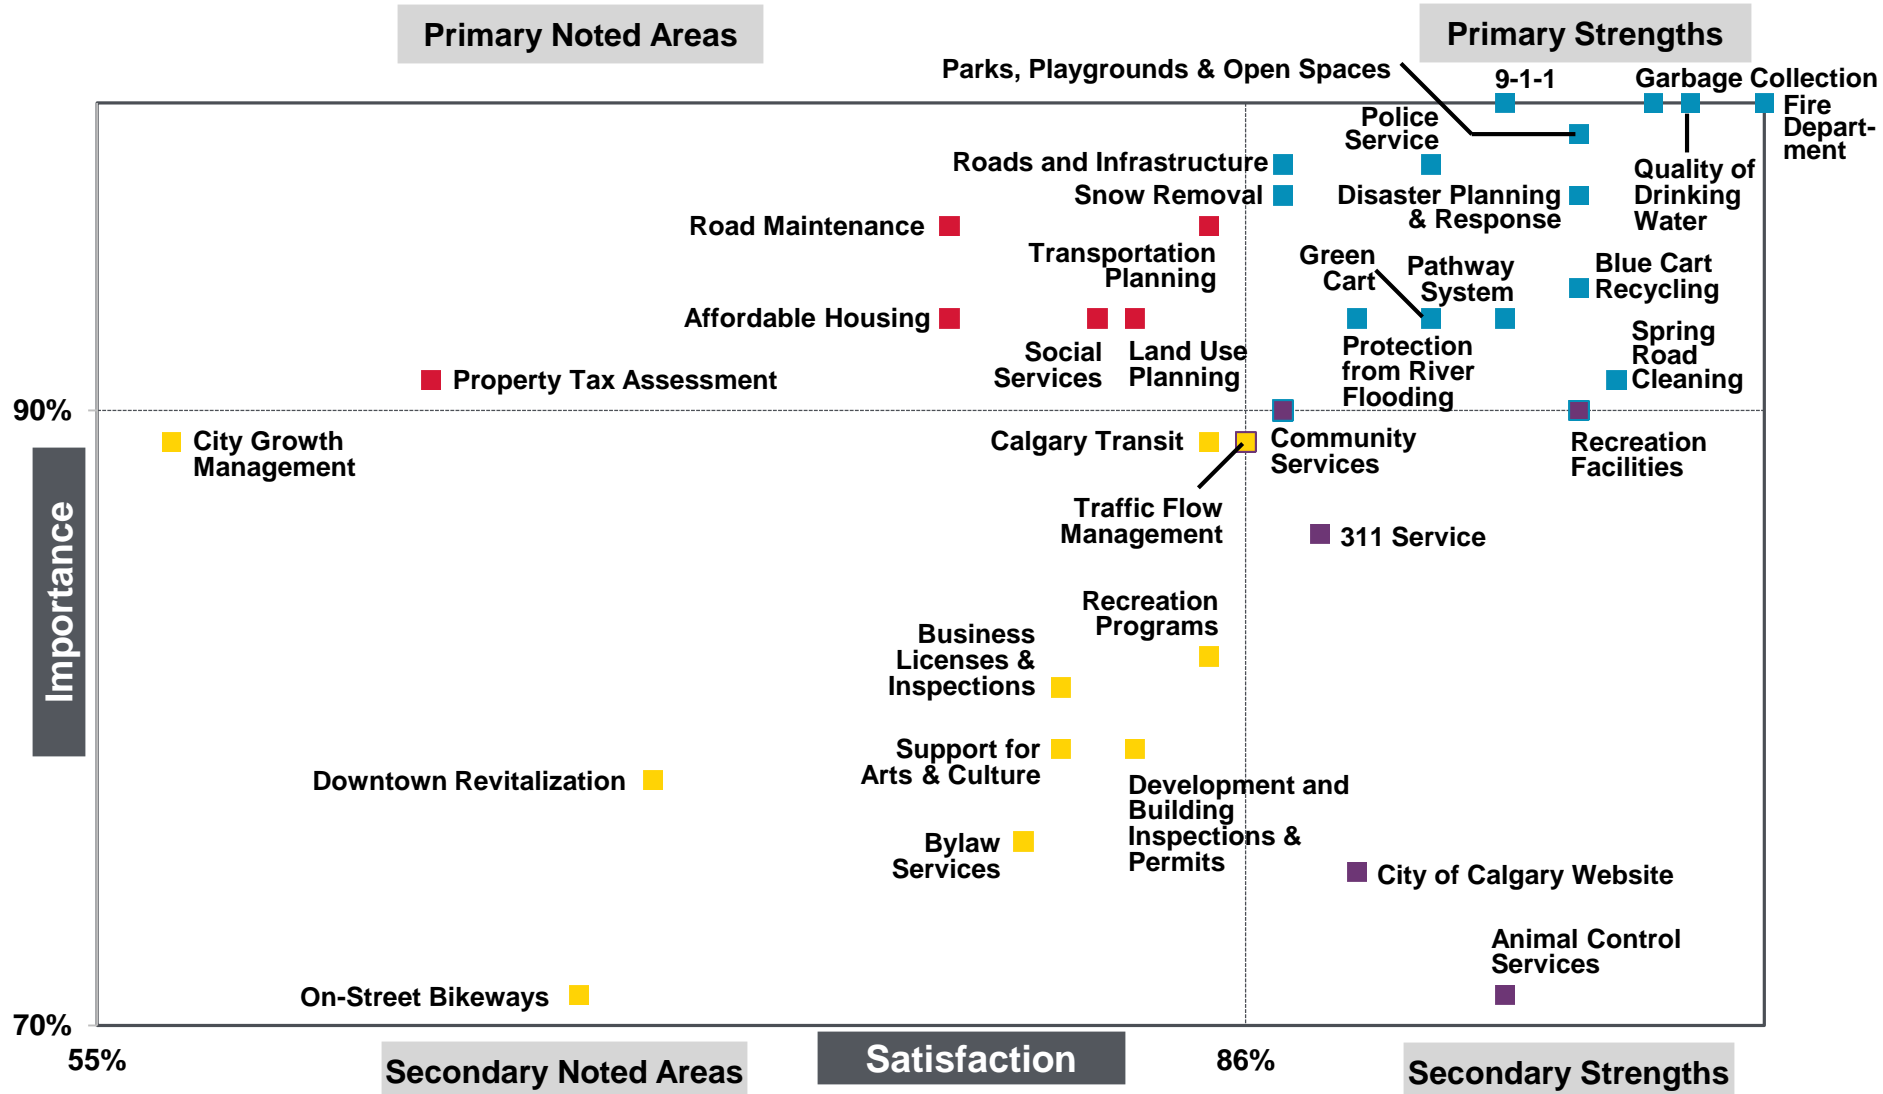 Primary Noted Areas
Primary Strengths
Parks, Playgrounds & Open Spaces
9-1-1
Garbage Collection
Fire
Depart-
ment
Police
Service
Roads and Infrastructure
Quality of
Drinking
Water
Snow Removal
Disaster Planning
& Response
Road Maintenance
Transportation
Planning
Green
Cart
Pathway
System
Blue Cart
Recycling
Affordable Housing
Social
Services
Land Use
Planning
Protection
from River
Flooding
Spring
Road
Cleaning
Property Tax Assessment
90%
City Growth
Management
Calgary Transit
Community
Services
Recreation
Facilities
Traffic Flow
Management
311 Service
Importance
Recreation
Programs
Business
Licenses &
Inspections
Support for
Arts & Culture
Downtown Revitalization
Development and
Building
Inspections &
Permits
Bylaw
Services
City of Calgary Website
Animal Control
Services
On-Street Bikeways
70%
55%
Satisfaction
86%
Secondary Noted Areas
Secondary Strengths